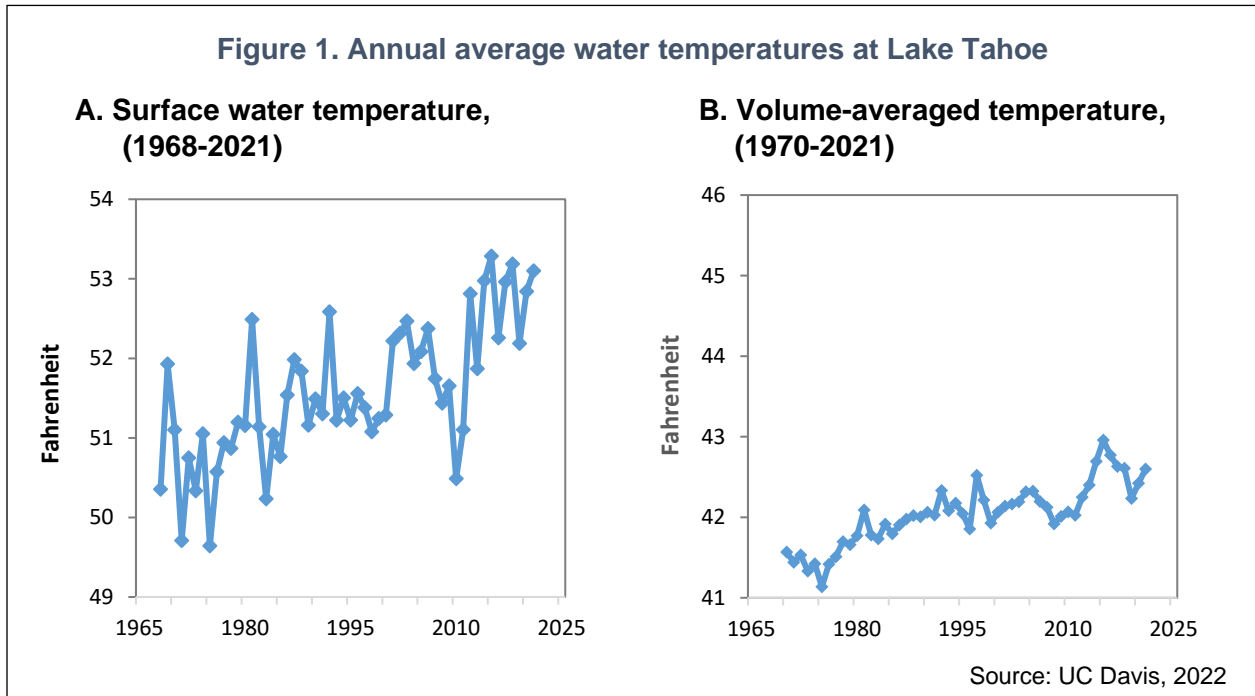 Figure 1. Annual average water temperatures at Lake Tahoe
A. Surface water temperature,
(1968-2021)
54
53
52
51
50
49
Fahrenheit
1965 1980 1995 2010 2025
B. Volume-averaged temperature,
(1970-2021)
46
45
44
43
42
41
Fahrenheit
1965 1980 1995 2010 2025
Source: UC Davis, 2022